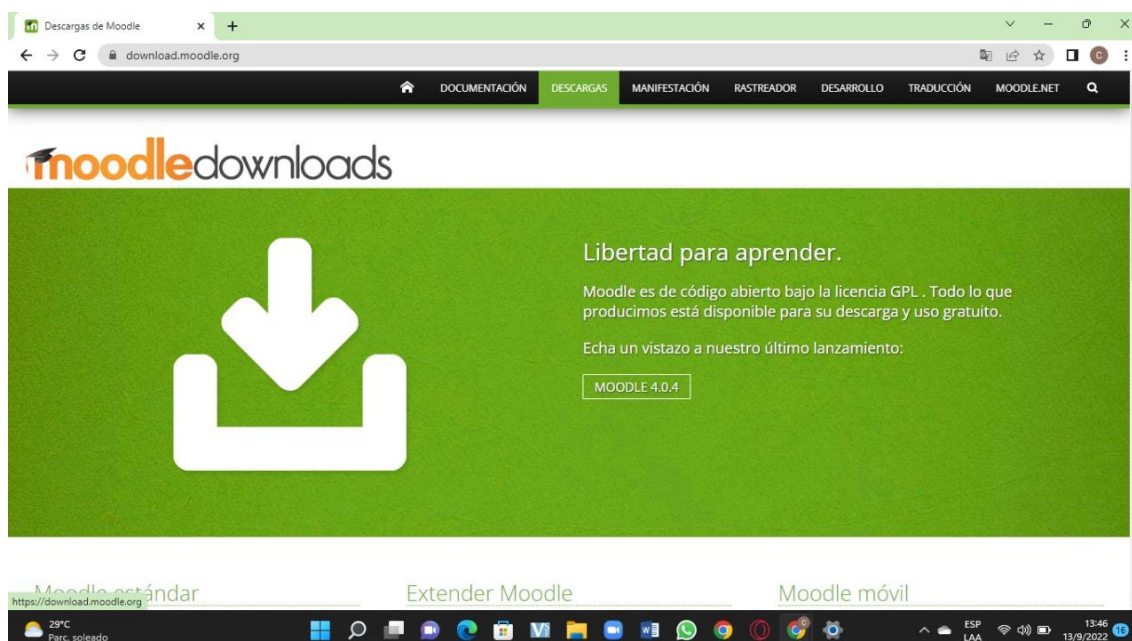 Descargas de Moodle
download.moodle.org
DOCUMENTACIÓN DESCARGAS MANIFESTACIÓN RASTREADOR DESARROLLO TRADUCCIÓN MOODLE.NET
moodledownloads
Libertad para aprender.
Moodle es de código abierto bajo la licencia GPL . Todo lo que
producimos está disponible para su descarga y uso gratuito.
Echa un vistazo a nuestro último lanzamiento:
MOODLE 4.0.4
Moodle estándar Extender Moodle Moodle móvil
https://download.moodle.org
29°C
Parc. soleado
ESP
LAA
13:46
13/9/2022
16